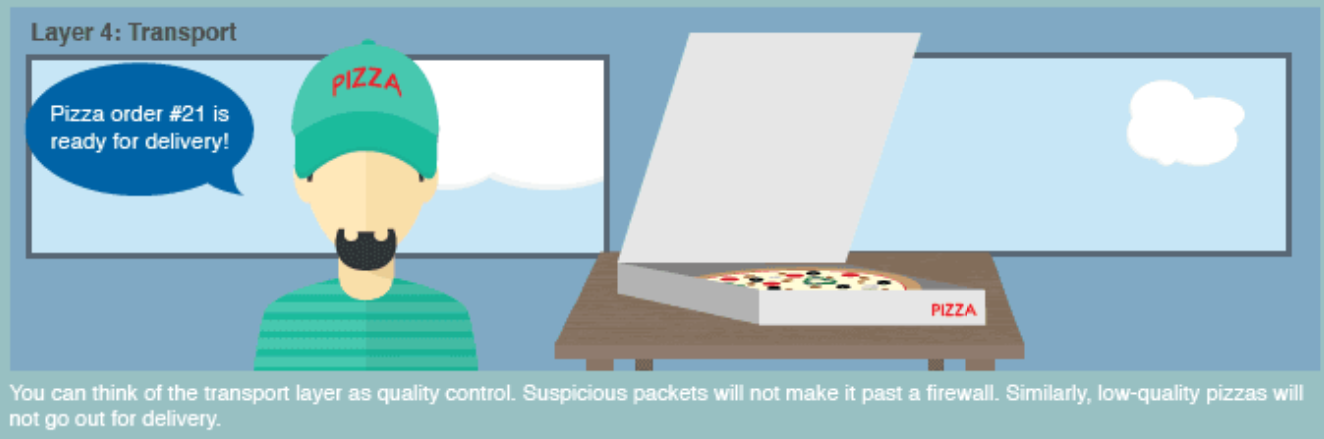 Layer 4: Transport
PIZZA
Pizza order #21 is
ready for delivery!
PIZZA
You can think of the transport layer as quality control. Suspicious packets will not make it past a firewall. Similarly, low-quality pizzas will
not go out for delivery.